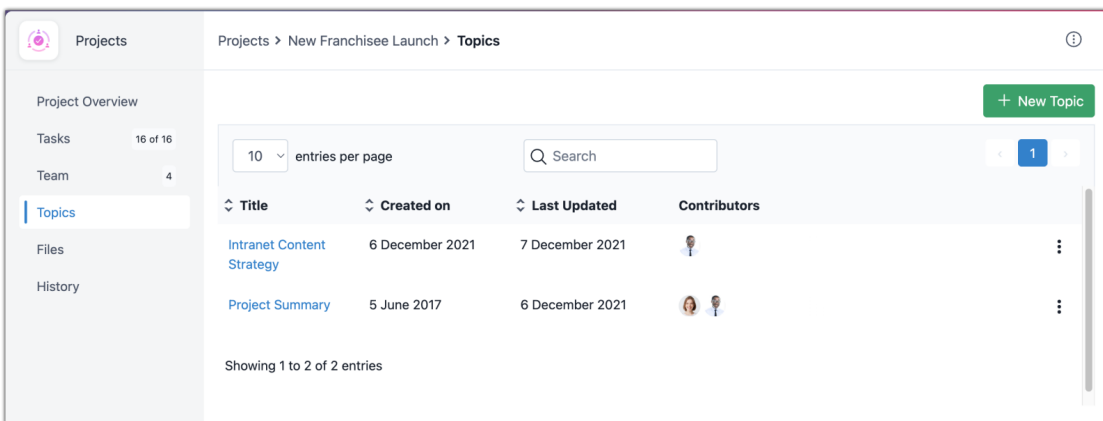 Projects
Projects > New Franchisee Launch > Topics
Project Overview
Tasks 16 of 16
Team 4
Topics
Files
History
+ New Topic
10 entries per page
Search
< 1 >
Title Created on Last Updated Contributors
Intranet Content 6 December 2021 7 December 2021
Strategy
Project Summary 5 June 2017 6 December 2021
Showing 1 to 2 of 2 entries